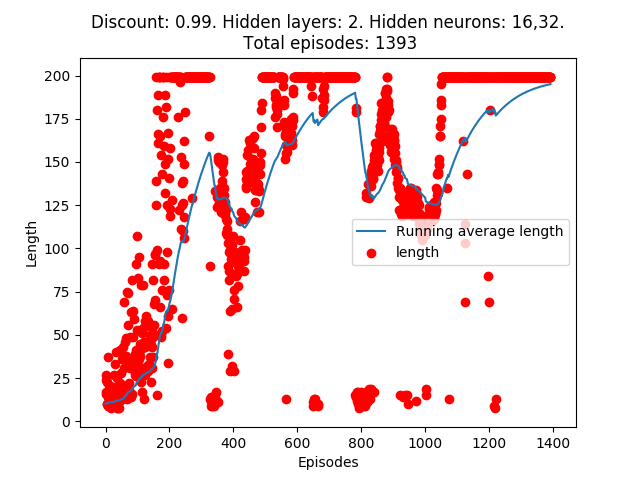 Discount: 0.99. Hidden layers: 2. Hidden neurons: 16,32.
Total episodes: 1393
200
175
150
125
100
75
50
25
0
Length
Running average length
length
0
200
400
600
800
1000
1200
1400
Episodes